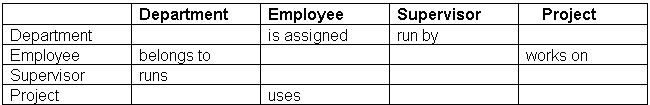 Department Employee Supervisor Project
Department is assigned run by
Employee belongs to works on
Supervisor runs
Project uses